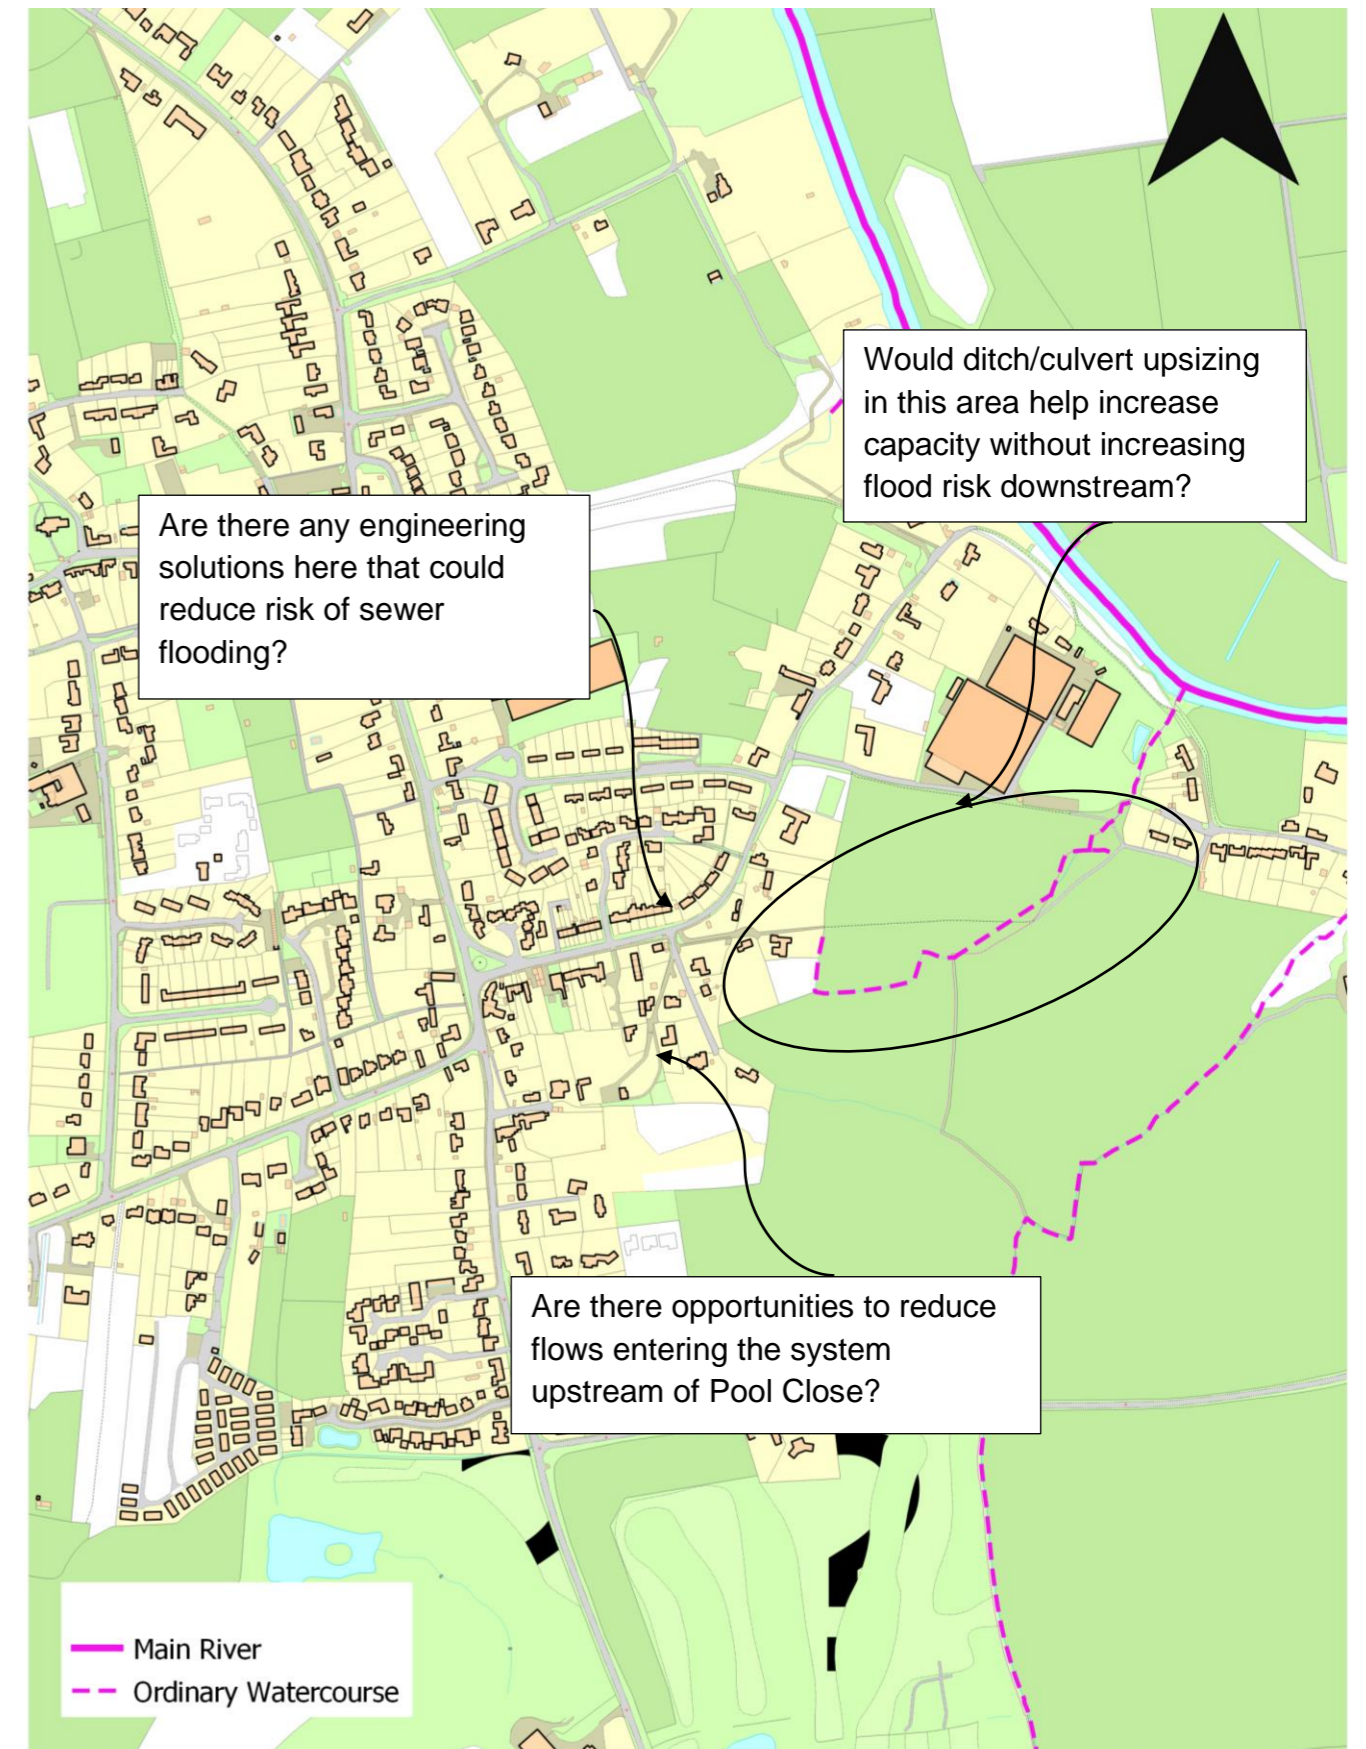 Would ditch/culvert upsizing
in this area help increase
capacity without increasing
flood risk downstream?
Are there any engineering
solutions here that could
reduce risk of sewer
flooding?
Are there opportunities to reduce
flows entering the system
upstream of Pool Close?
Main River
Ordinary Watercourse